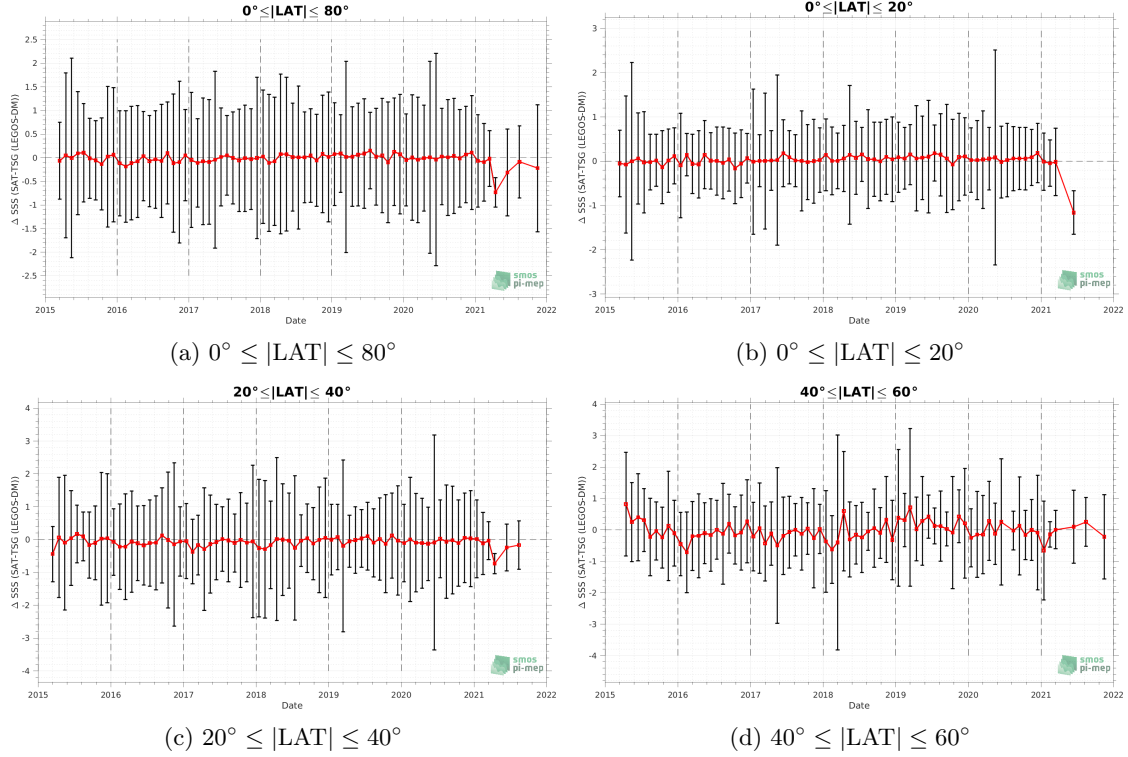 0°≤|LAT|≤ 80°
Δ SSS (SAT-TSG (LEGOS-DM))
2.5
2
1.5
1
0.5
0
-0.5
-1
-1.5
-2
-2.5
2015 2016 2017 2018 2019 2020 2021 2022
Date
smos
pi-mep
(a) 0° ≤ |LAT| ≤ 80°
0°≤|LAT|≤ 20°
Δ SSS (SAT-TSG (LEGOS-DM))
3
2
1
0
-1
-2
-3
2015 2016 2017 2018 2019 2020 2021 2022
Date
smos
pi-mep
(b) 0° ≤ |LAT| ≤ 20°
20°≤|LAT|≤ 40°
Δ SSS (SAT-TSG (LEGOS-DM))
4
3
2
1
0
-1
-2
-3
-4
2015 2016 2017 2018 2019 2020 2021 2022
Date
smos
pi-mep
(c) 20° ≤ |LAT| ≤ 40°
40°≤|LAT|≤ 60°
Δ SSS (SAT-TSG (LEGOS-DM))
4
3
2
1
0
-1
-2
-3
-4
2015 2016 2017 2018 2019 2020 2021 2022
Date
smos
pi-mep
(d) 40° ≤ |LAT| ≤ 60°